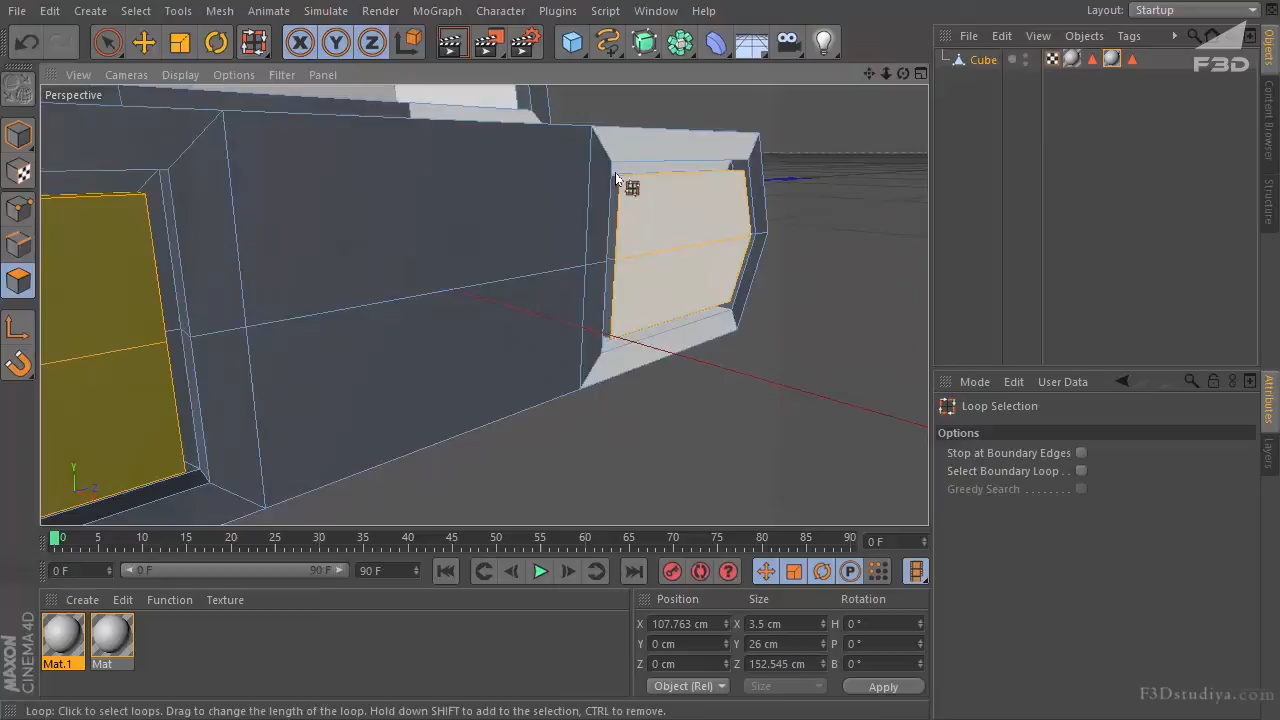 File Edit Create Select Tools Mesh Animate Simulate Render MoGraph Character Plugins Script Window Help
Layout: Startup
File Edit View Objects Tags
F3D
View Cameras Display Options Filter Panel
Perspective
Cube
X Y Z
Objects
Content Browser
Structure
Mode Edit User Data
Loop Selection
Options
Stop at Boundary Edges
Select Boundary Loop . .
Greedy Search . . . . . . . .
Attributes
Layers
Y
Z
0 5 10 15 20 25 30 35 40 45 50 55 60 65 70 75 80 85 90 0 F
0 F 0 F 90 F 90 F
Create Edit Function Texture
Position Size Rotation
X 107.763 cm X 3.5 cm H 0 °
Y 0 cm Y 26 cm P 0 °
Z 0 cm Z 152.545 cm B 0 °
Object (Rel) Size Apply
Mat.1 Mat
MAXON
CINEMA 4D
F3Dstudiya.com
Loop: Click to select loops. Drag to change the length of the loop. Hold down SHIFT to add to the selection, CTRL to remove.